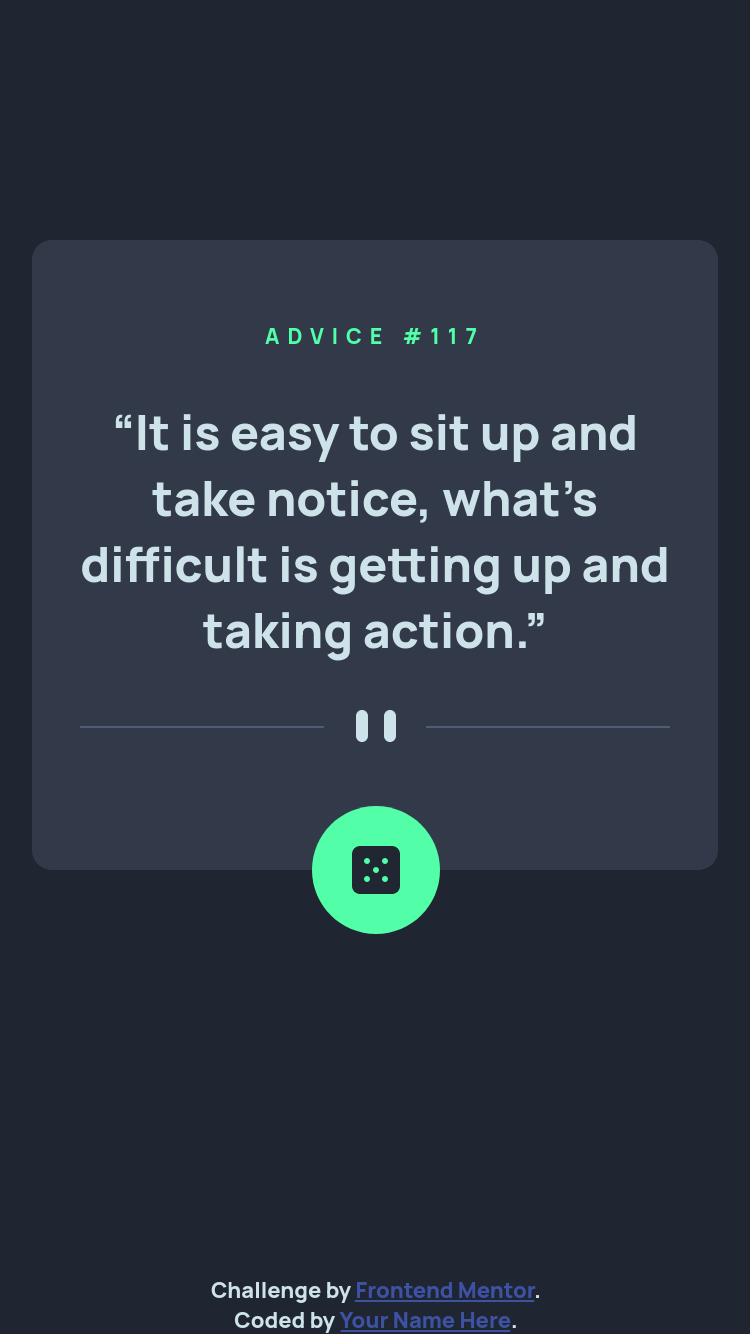 ADVICE #117
“It is easy to sit up and
take notice, what’s
difficult is getting up and
taking action.”
Challenge by Frontend Mentor.
Coded by Your Name Here.